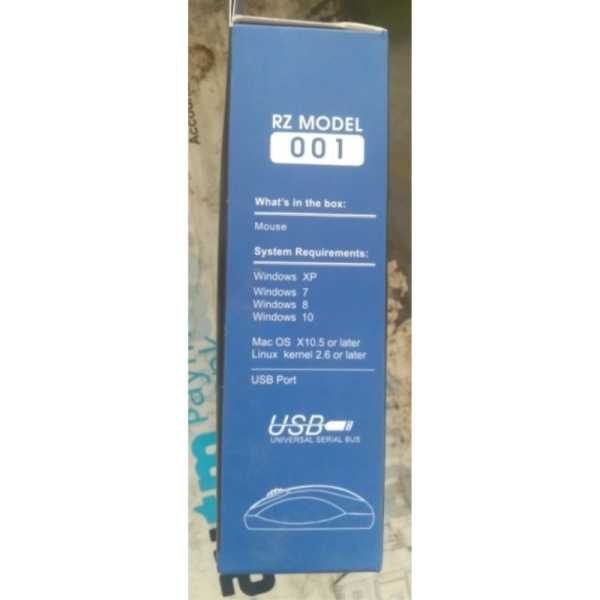 RZ MODEL
001
What's in the box:
Mouse
System Requirements:
Windows XP
Windows 7
Windows 8
Windows 10
Mac OS X10.5 or later
Linux kernel 2.6 or later
USB Port
USB
UNIVERSAL SERIAL BUS